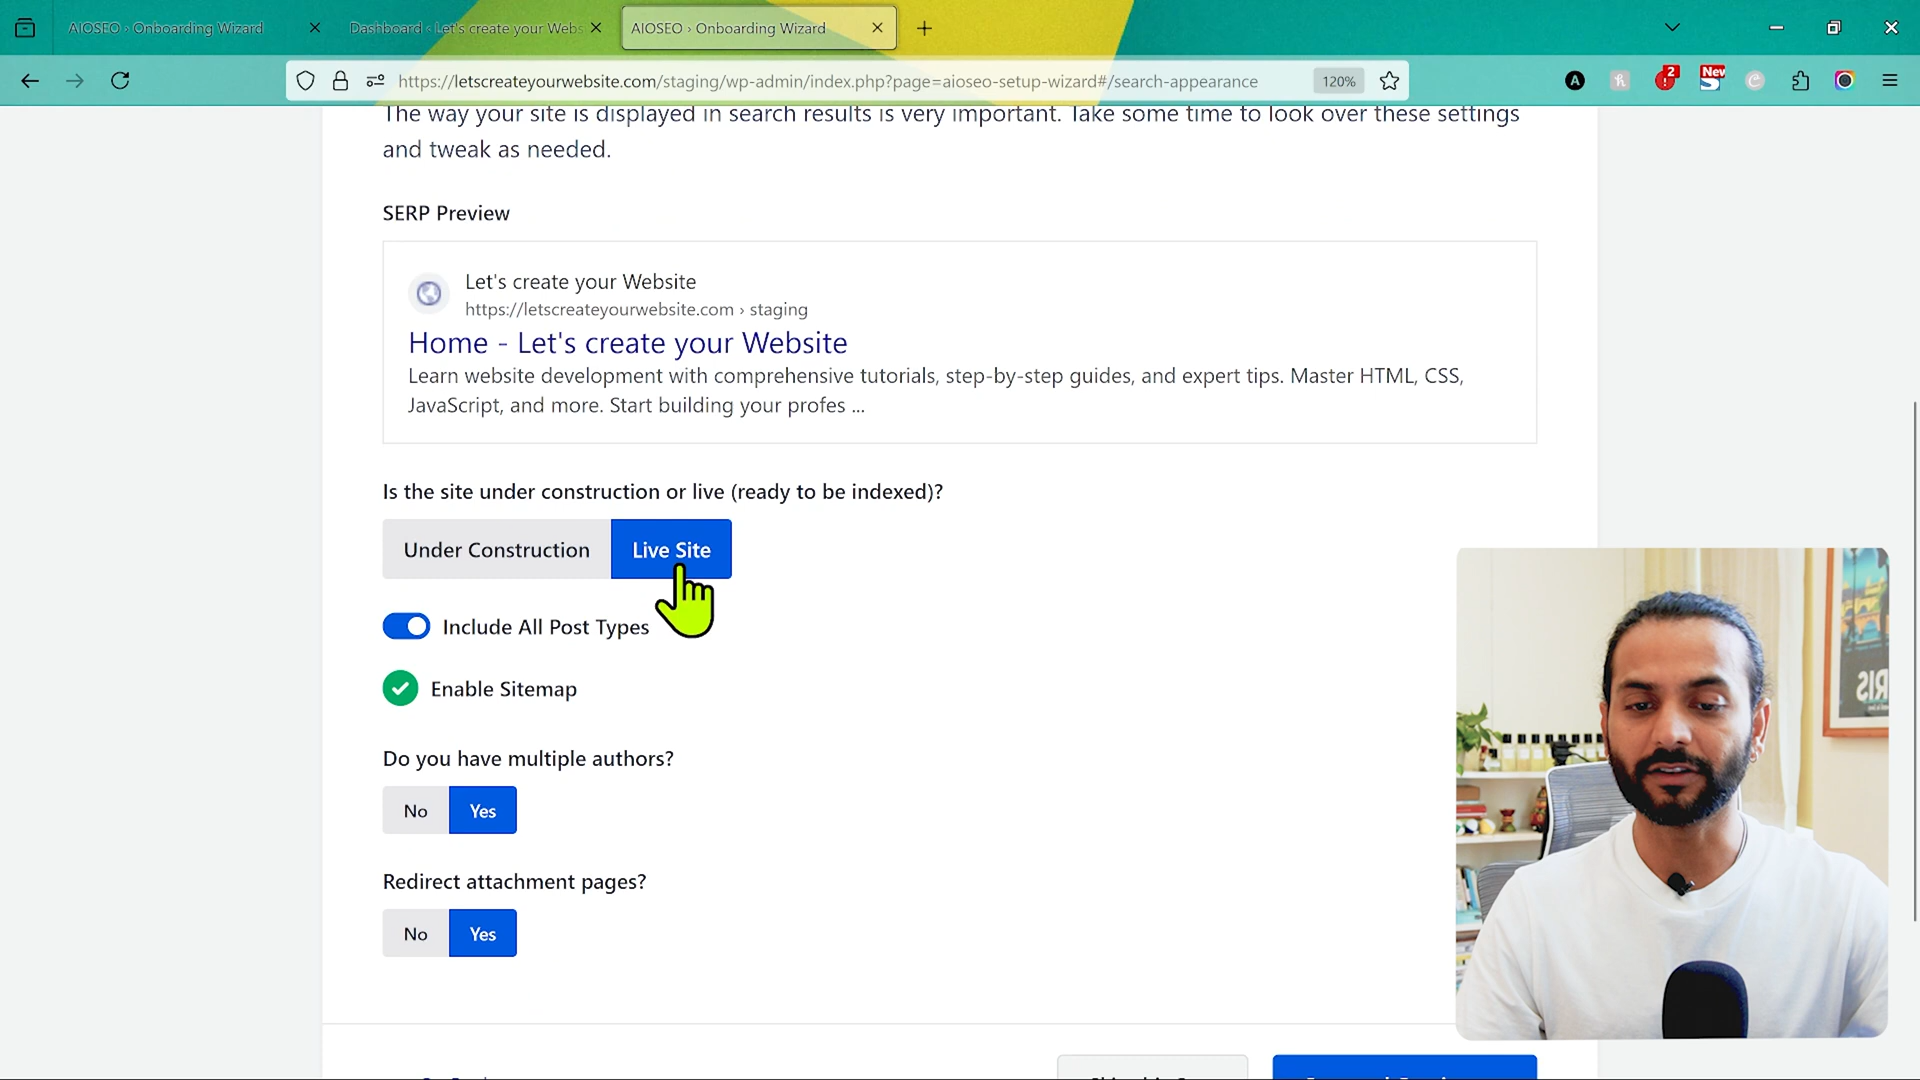 AIOSEO › Onboarding Wizard
Dashboard ‹ Let's create your Webs
AIOSEO › Onboarding Wizard
https://letscreateyourwebsite.com/staging/wp-admin/index.php?page=aioseo-setup-wizard#/search-appearance
120%
A
2
New
S
The way your site is displayed in search results is very important. Take some time to look over these settings
and tweak as needed.
SERP Preview
Let's create your Website
https://letscreateyourwebsite.com › staging
Home - Let's create your Website
Learn website development with comprehensive tutorials, step-by-step guides, and expert tips. Master HTML, CSS,
JavaScript, and more. Start building your profes ...
Is the site under construction or live (ready to be indexed)?
Under Construction
Live Site
Include All Post Types
Enable Sitemap
Do you have multiple authors?
No
Yes
Redirect attachment pages?
No
Yes